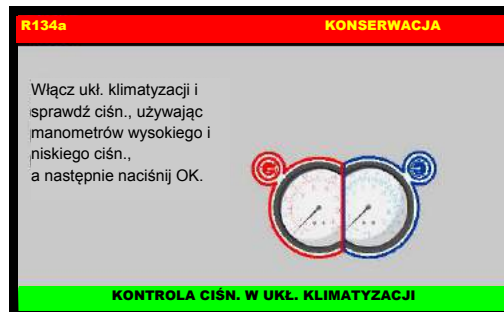 R134a KONSERWACJA
Włącz ukł. klimatyzacji i
sprawdź ciśn., używając
manometrów wysokiego i
niskiego ciśn.,
a następnie naciśnij OK.
KONTROLA CIŚN. W UKŁ. KLIMATYZACJI